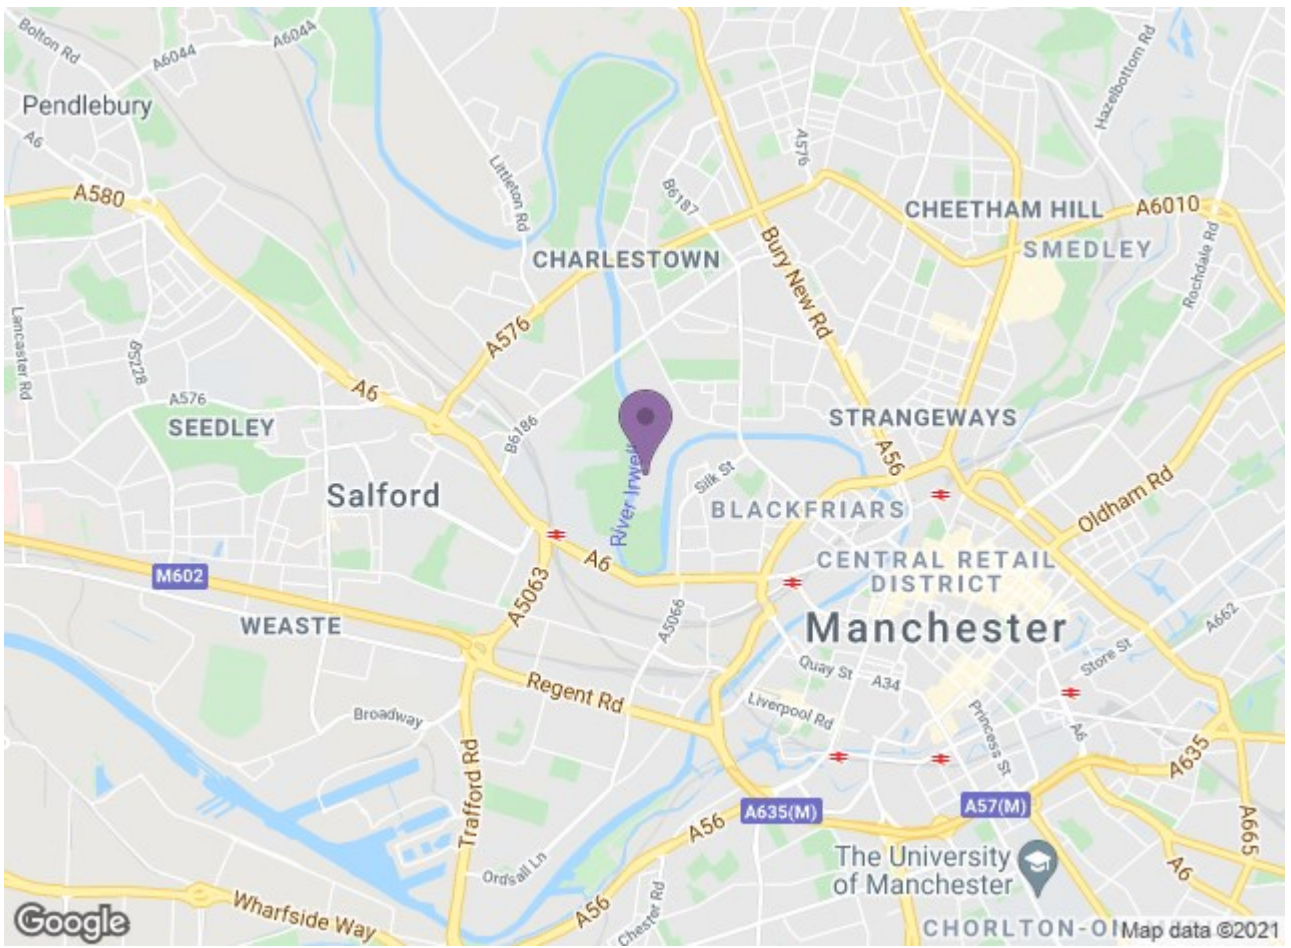 Bolton Rd
A6044
A6044
Pendlebury
A6
A580
Littleton Rd
A576
B6187
Hazelbottom Rd
CHEETHAM HILL
A6010
SMEDLEY
CHARLESTOWN
Bury New Rd
Rochdale Rd
Lancaster Rd
B5228
A576
A6
A576
SEEDLEY
B6186
STRANGEWAYS
A56
River Irwell
Silk St
Salford
BLACKFRIARS
Oldham Rd
A6
CENTRAL RETAIL
DISTRICT
M602
A5063
A5066
A662
WEASTE
Manchester
Store St
Quay St
A34
Regent Rd
Liverpool Rd
Broadway
Princess St
A6
A635
Trafford Rd
A635(M)
A57(M)
A56
A665
The University
of Manchester
Ordsall Ln
A6
Wharfside Way
A56
Chester Rd
Google
CHORLTON-O
Map data ©2021